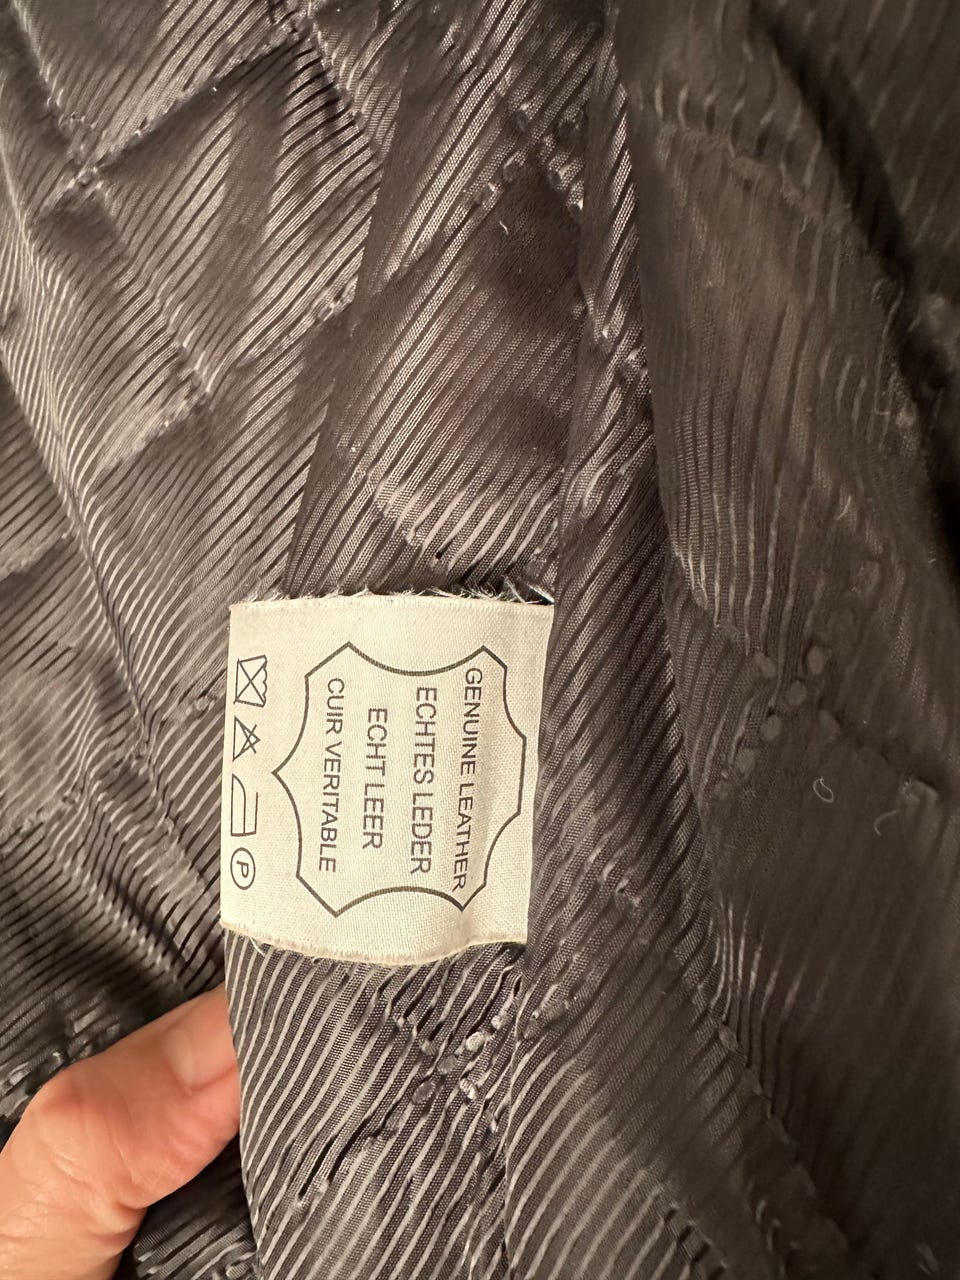 GENUINE LEATHER
ECHTES LEDER
ECHT LEER
CUIR VERITABLE
P